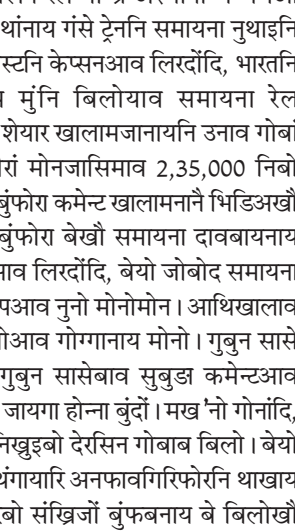 थांनाय गंसे ट्रेननि समायना नुथाइनि
स्टनि केप्सनआव लिरदोंदि, भारतनि
मुंनि बिलोयाव समायना रेल
शेयार खालामजानायनि उनाव गोबां
मोनजासिमाव 2,35,000 निबो
बुंफोरा कमेन्ट खालामनानै भिडिअखौ
बुंफोरा बेखौ समायना दावबायनाय
आव लिरदोंदि, बेयो जोबोद समायना
पआव नुनो मोनोमोन। आथिखालाव
गोग्गानाय मोनो। गुबुन सासे
गुबुन सासेबाव सुबुङा कमेन्टआव
जायगा होन्ना बुंदों। मख'नो गोनांदि,
निख्रुइबो देरसिन गोबाब बिलो। बेयो
थंगायारि अनफावगिरिफोरनि थाखाय
बो संख्रिजों बुंफबनाय बे बिलोखौ